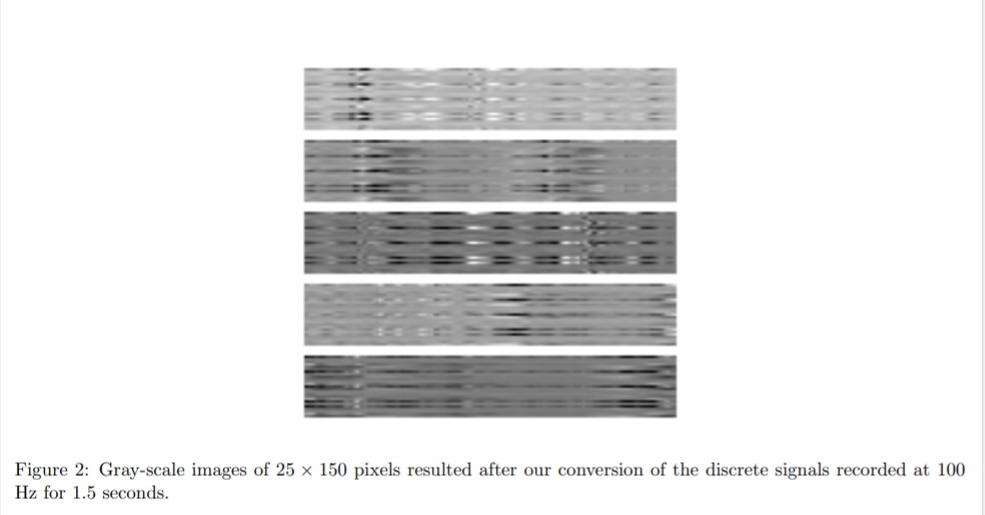 Figure 2: Gray-scale images of 25 × 150 pixels resulted after our conversion of the discrete signals recorded at 100
Hz for 1.5 seconds.